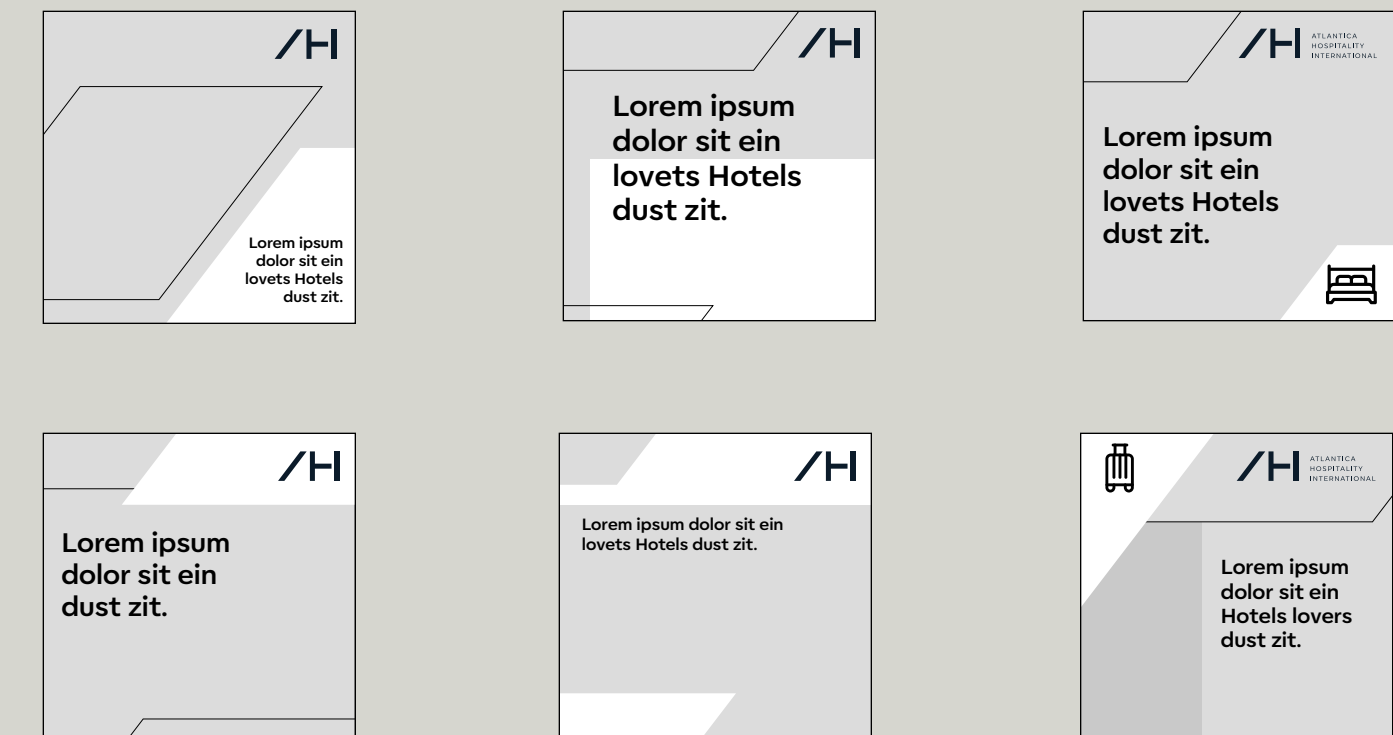 /H
Lorem ipsum
dolor sit ein
lovets Hotels
dust zit.
/H
Lorem ipsum
dolor sit ein
lovets Hotels
dust zit.
/H
ATLANTICA
HOSPITALITY
INTERNATIONAL
Lorem ipsum
dolor sit ein
lovets Hotels
dust zit.
/H
Lorem ipsum
dolor sit ein
dust zit.
/H
Lorem ipsum dolor sit ein
lovets Hotels dust zit.
/H
ATLANTICA
HOSPITALITY
INTERNATIONAL
Lorem ipsum
dolor sit ein
Hotels lovers
dust zit.